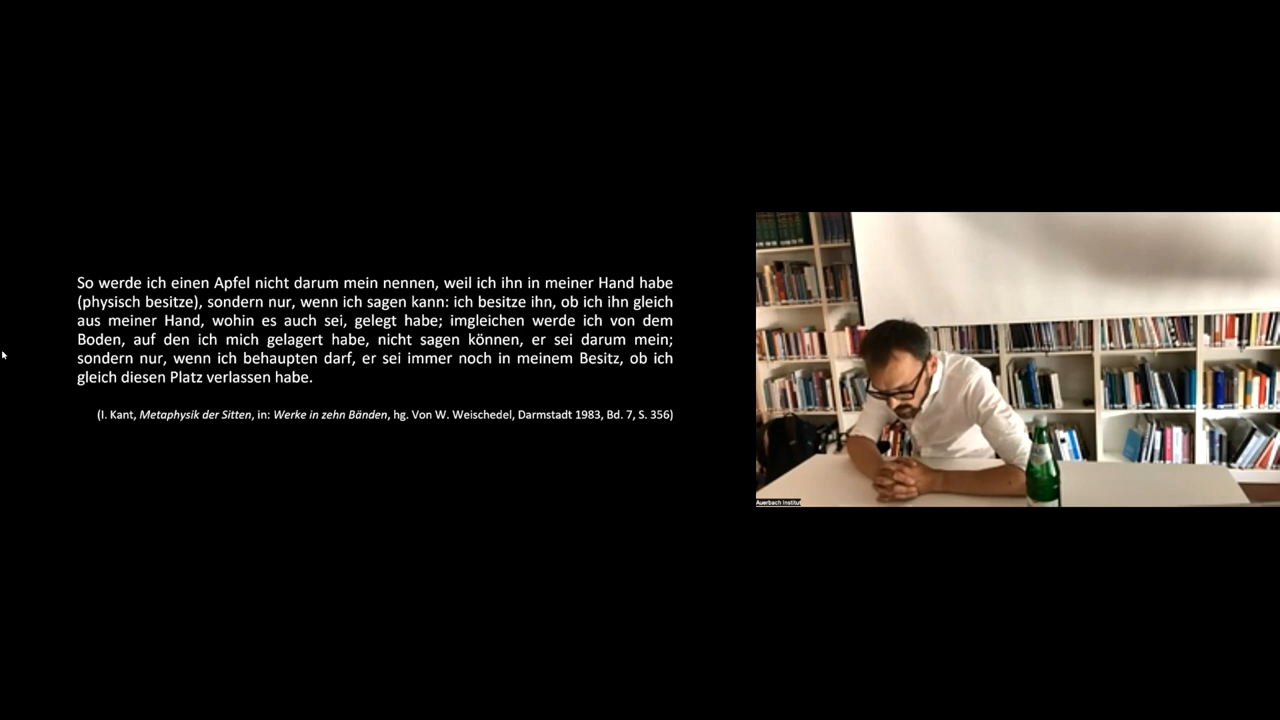 So werde ich einen Apfel nicht darum mein nennen, weil ich ihn in meiner Hand habe
(physisch besitze), sondern nur, wenn ich sagen kann: ich besitze ihn, ob ich ihn gleich
aus meiner Hand, wohin es auch sei, gelegt habe; imgleichen werde ich von dem
Boden, auf den ich mich gelagert habe, nicht sagen können, er sei darum mein;
sondern nur, wenn ich behaupten darf, er sei immer noch in meinem Besitz, ob ich
gleich diesen Platz verlassen habe.
(I. Kant, Metaphysik der Sitten, in: Werke in zehn Bänden, hg. Von W. Weischedel, Darmstadt 1983, Bd. 7, S. 356)
Auerbach Institut